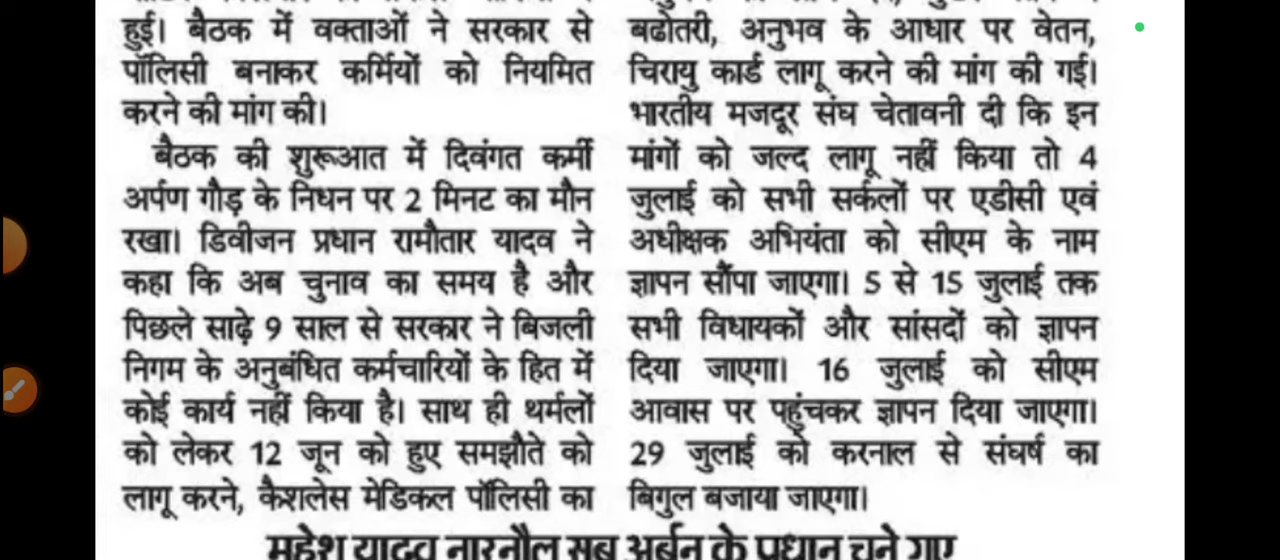 हुई। बैठक में वक्ताओं ने सरकार से
पॉलिसी बनाकर कर्मियों को नियमित
करने की मांग की।
बैठक की शुरूआत में दिवंगत कर्मी
अर्पण गौड़ के निधन पर 2 मिनट का मौन
रखा। डिवीजन प्रधान रामौतार यादव ने
कहा कि अब चुनाव का समय है और
पिछले साढ़े 9 साल से सरकार ने बिजली
निगम के अनुबंधित कर्मचारियों के हित में
कोई कार्य नहीं किया है। साथ ही थर्मलों
को लेकर 12 जून को हुए समझौते को
लागू करने, कैशलेस मेडिकल पॉलिसी का
बढोतरी, अनुभव के आधार पर वेतन,
चिरायु कार्ड लागू करने की मांग की गई।
भारतीय मजदूर संघ चेतावनी दी कि इन
मांगों को जल्द लागू नहीं किया तो 4
जुलाई को सभी सर्कलों पर एडीसी एवं
अधीक्षक अभियंता को सीएम के नाम
ज्ञापन सौंपा जाएगा। 5 से 15 जुलाई तक
सभी विधायकों और सांसदों को ज्ञापन
दिया जाएगा। 16 जुलाई को सीएम
आवास पर पहुंचकर ज्ञापन दिया जाएगा।
29 जुलाई को करनाल से संघर्ष का
बिगुल बजाया जाएगा।
महेश यादव नारनौल सब अर्बन के प्रधान चुने गए